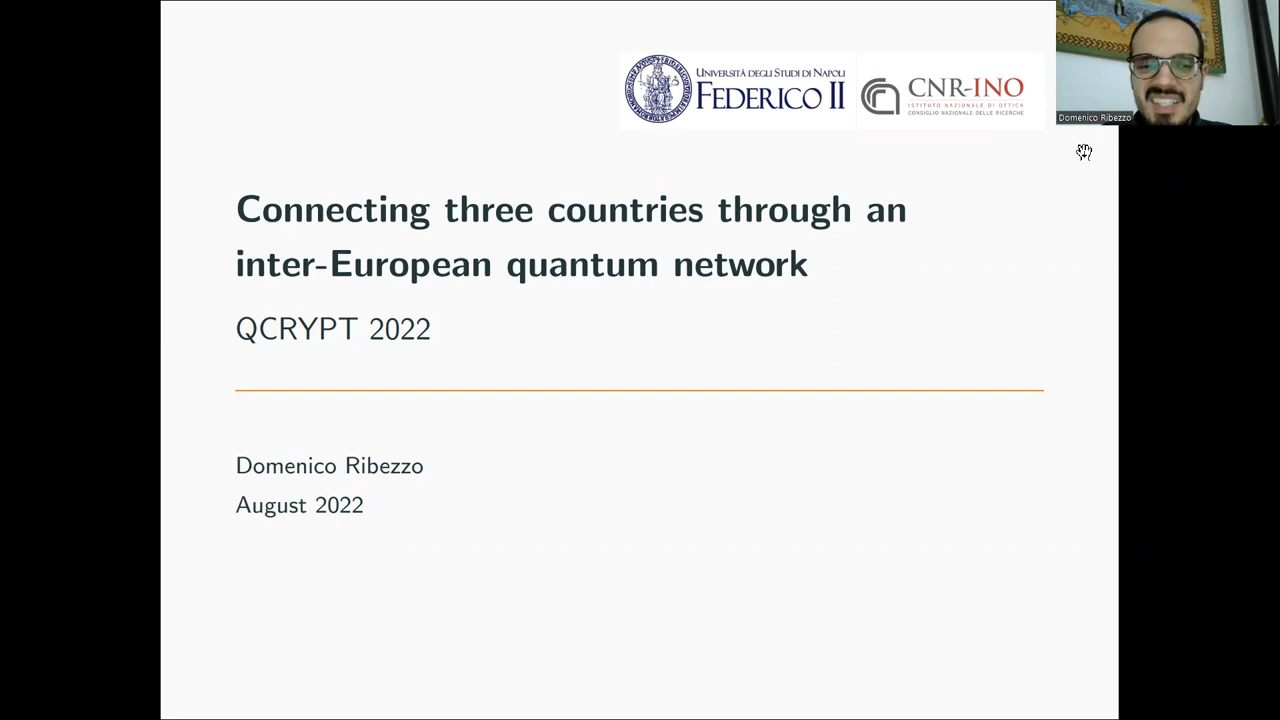 UNIVERSITÀ DEGLI STUDI DI NAPOLI
FEDERICO II
CNR-INO
ISTITUTO NAZIONALE DI OTTICA
CONSIGLIO NAZIONALE DELLE RICERCHE
Domenico Ribezzo
Connecting three countries through an
inter-European quantum network
QCRYPT 2022
Domenico Ribezzo
August 2022